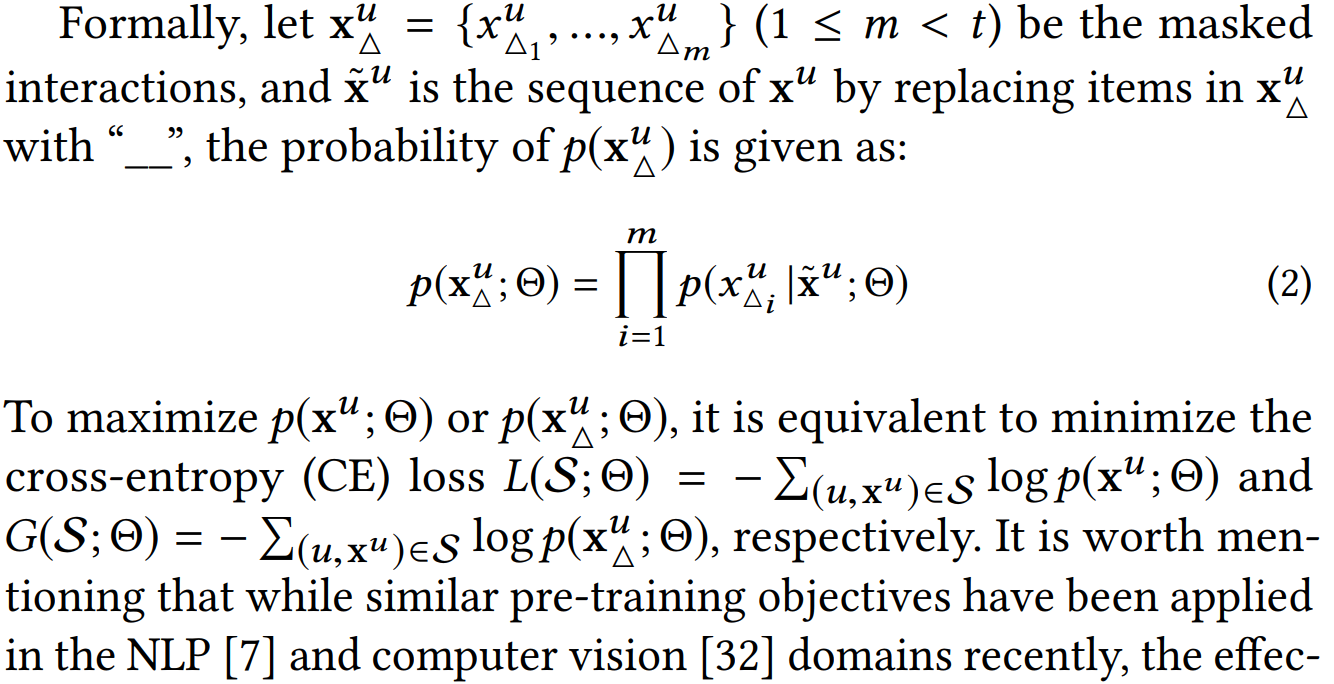 Formally, let $\mathbf{x}^u_\triangle = \{x^u_{\triangle_1}, ..., x^u_{\triangle_m}\}$ $(1 \leq m < t)$ be the masked
interactions, and $\tilde{\mathbf{x}}^u$ is the sequence of $\mathbf{x}^u$ by replacing items in $\mathbf{x}^u_\triangle$
with “__”, the probability of $p(\mathbf{x}^u_\triangle)$ is given as:
$p(\mathbf{x}^u_\triangle; \Theta) = \prod_{i=1}^{m} p(x^u_{\triangle_i} | \tilde{\mathbf{x}}^u; \Theta)$ (2)
To maximize $p(\mathbf{x}^u; \Theta)$ or $p(\mathbf{x}^u_\triangle; \Theta)$, it is equivalent to minimize the
cross-entropy (CE) loss $L(\mathcal{S}; \Theta) = -\sum_{(u,\mathbf{x}^u) \in \mathcal{S}} \log p(\mathbf{x}^u; \Theta)$ and
$G(\mathcal{S}; \Theta) = -\sum_{(u,\mathbf{x}^u) \in \mathcal{S}} \log p(\mathbf{x}^u_\triangle; \Theta)$, respectively. It is worth men-
tioning that while similar pre-training objectives have been applied
in the NLP [7] and computer vision [32] domains recently, the effec-